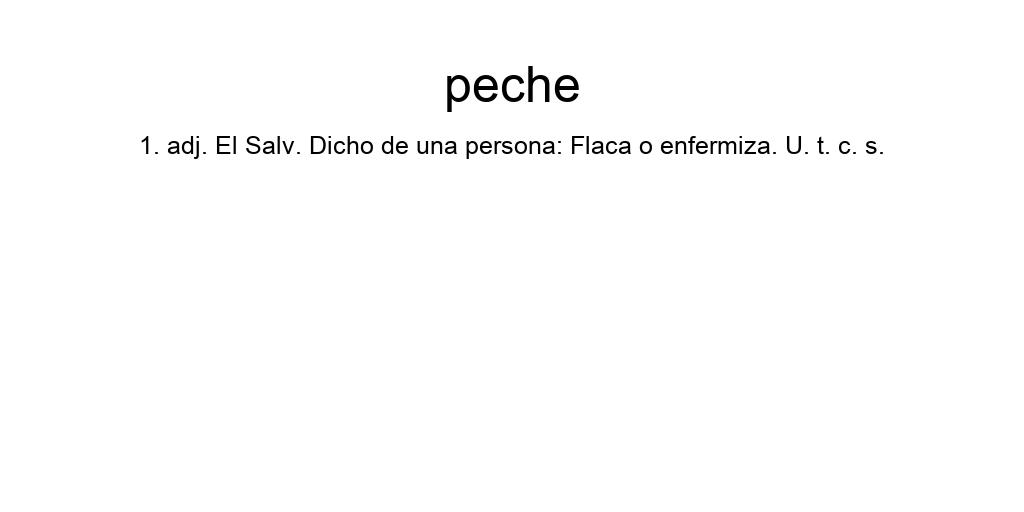 peche
1. adj. El Salv. Dicho de una persona: Flaca o enfermiza. U. t. c. s.